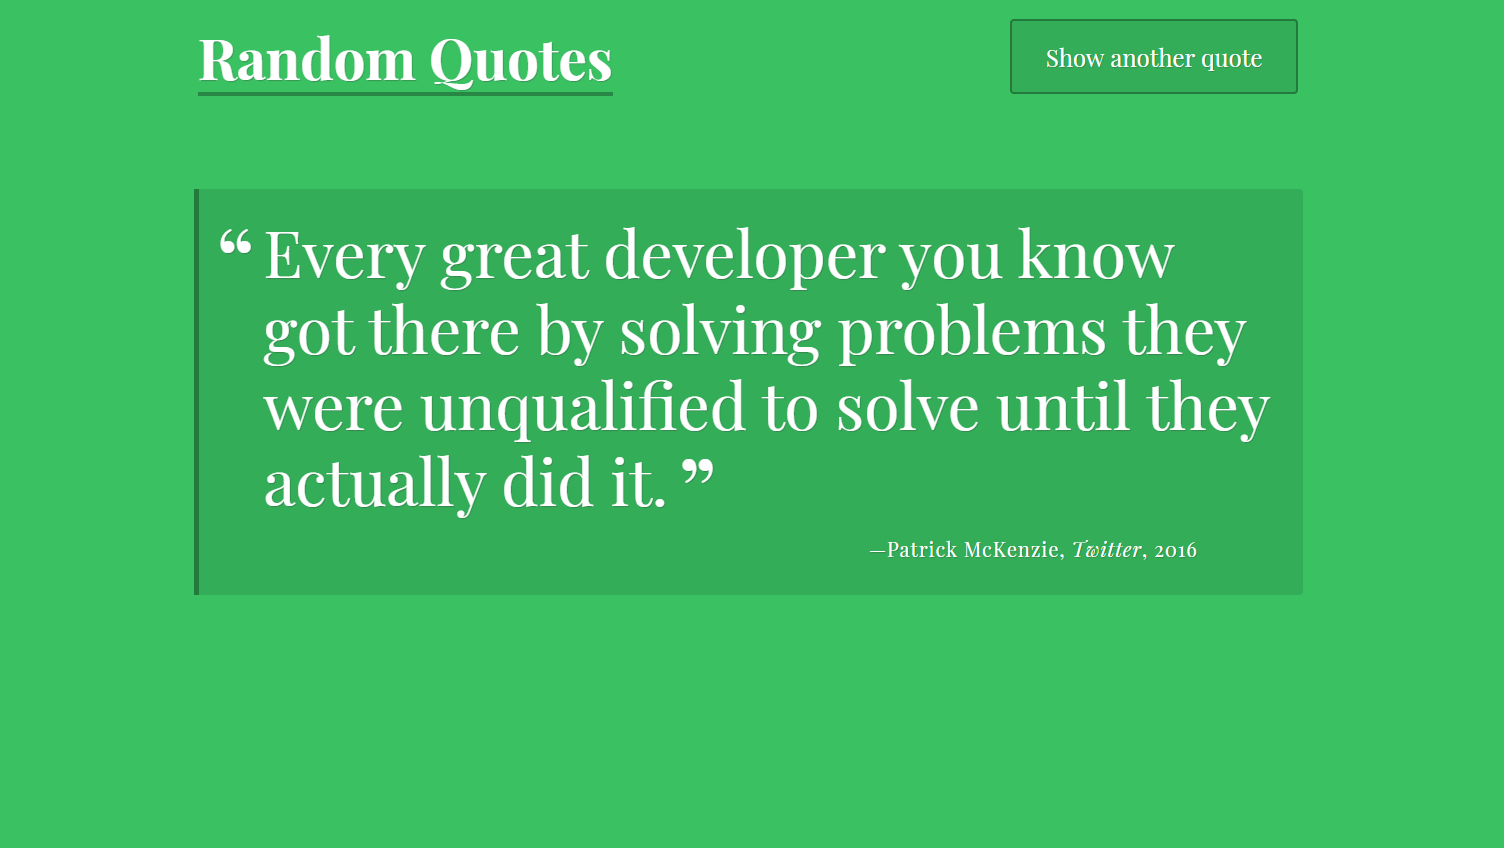 Random Quotes
Show another quote
“ Every great developer you know
got there by solving problems they
were unqualified to solve until they
actually did it. ”
—Patrick McKenzie, Twitter, 2016